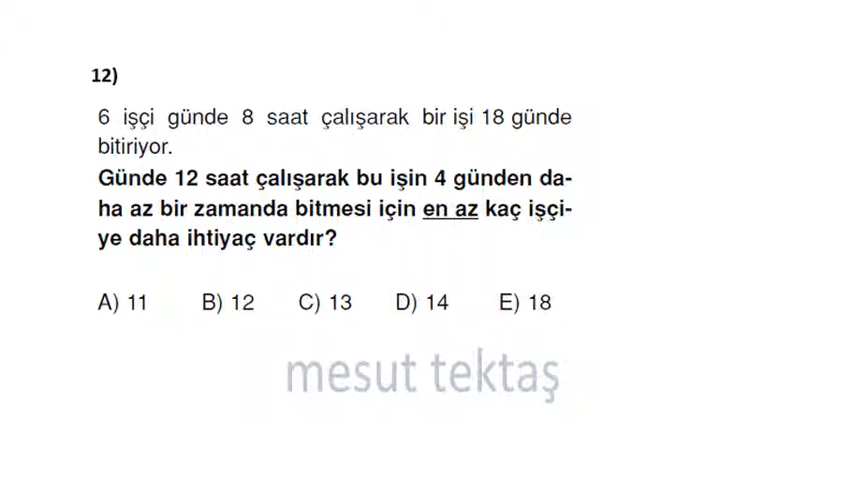 12)
6 işçi günde 8 saat çalışarak bir işi 18 günde
bitiriyor.
Günde 12 saat çalışarak bu işin 4 günden da-
ha az bir zamanda bitmesi için en az kaç işçi-
ye daha ihtiyaç vardır?
A) 11 B) 12 C) 13 D) 14 E) 18
mesut tektaş